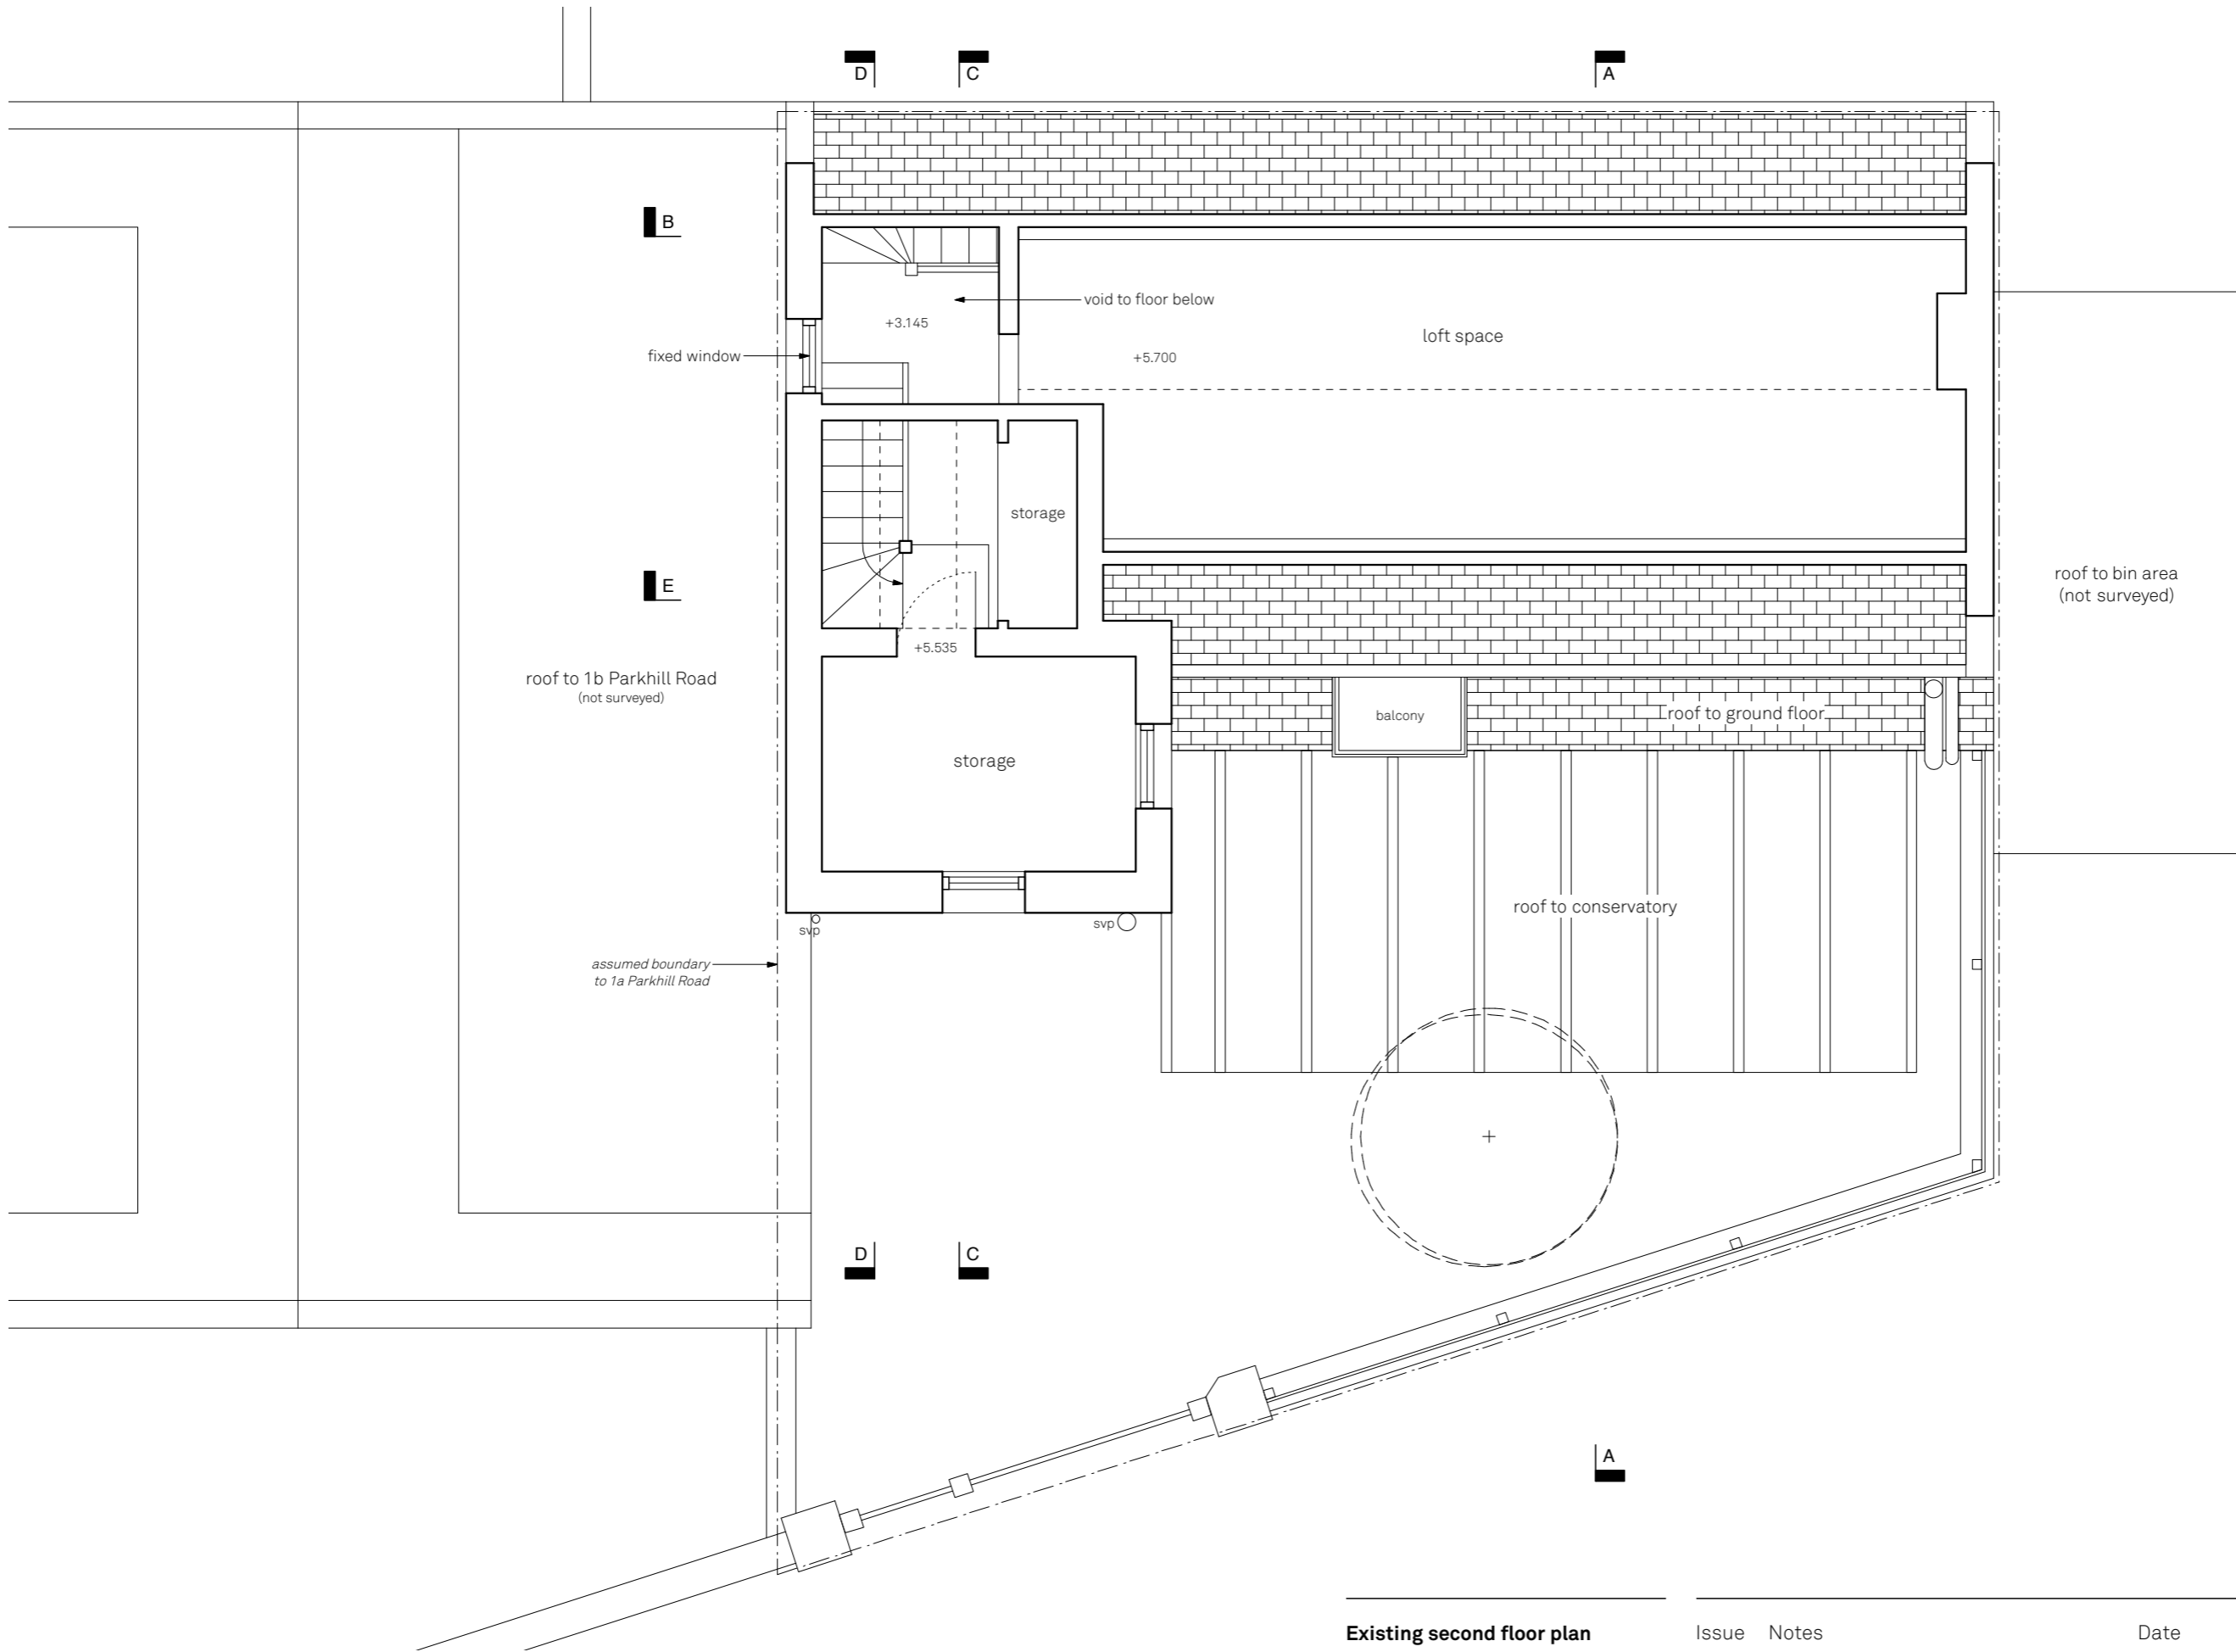 D
C
A
B
void to floor below
+3.145
loft space
fixed window
+5.700
storage
E
roof to bin area
(not surveyed)
+5.535
roof to 1b Parkhill Road
(not surveyed)
balcony
roof to ground floor
storage
roof to conservatory
svp
svp
assumed boundary
to 1a Parkhill Road
D
C
A
Existing second floor plan
Issue Notes Date